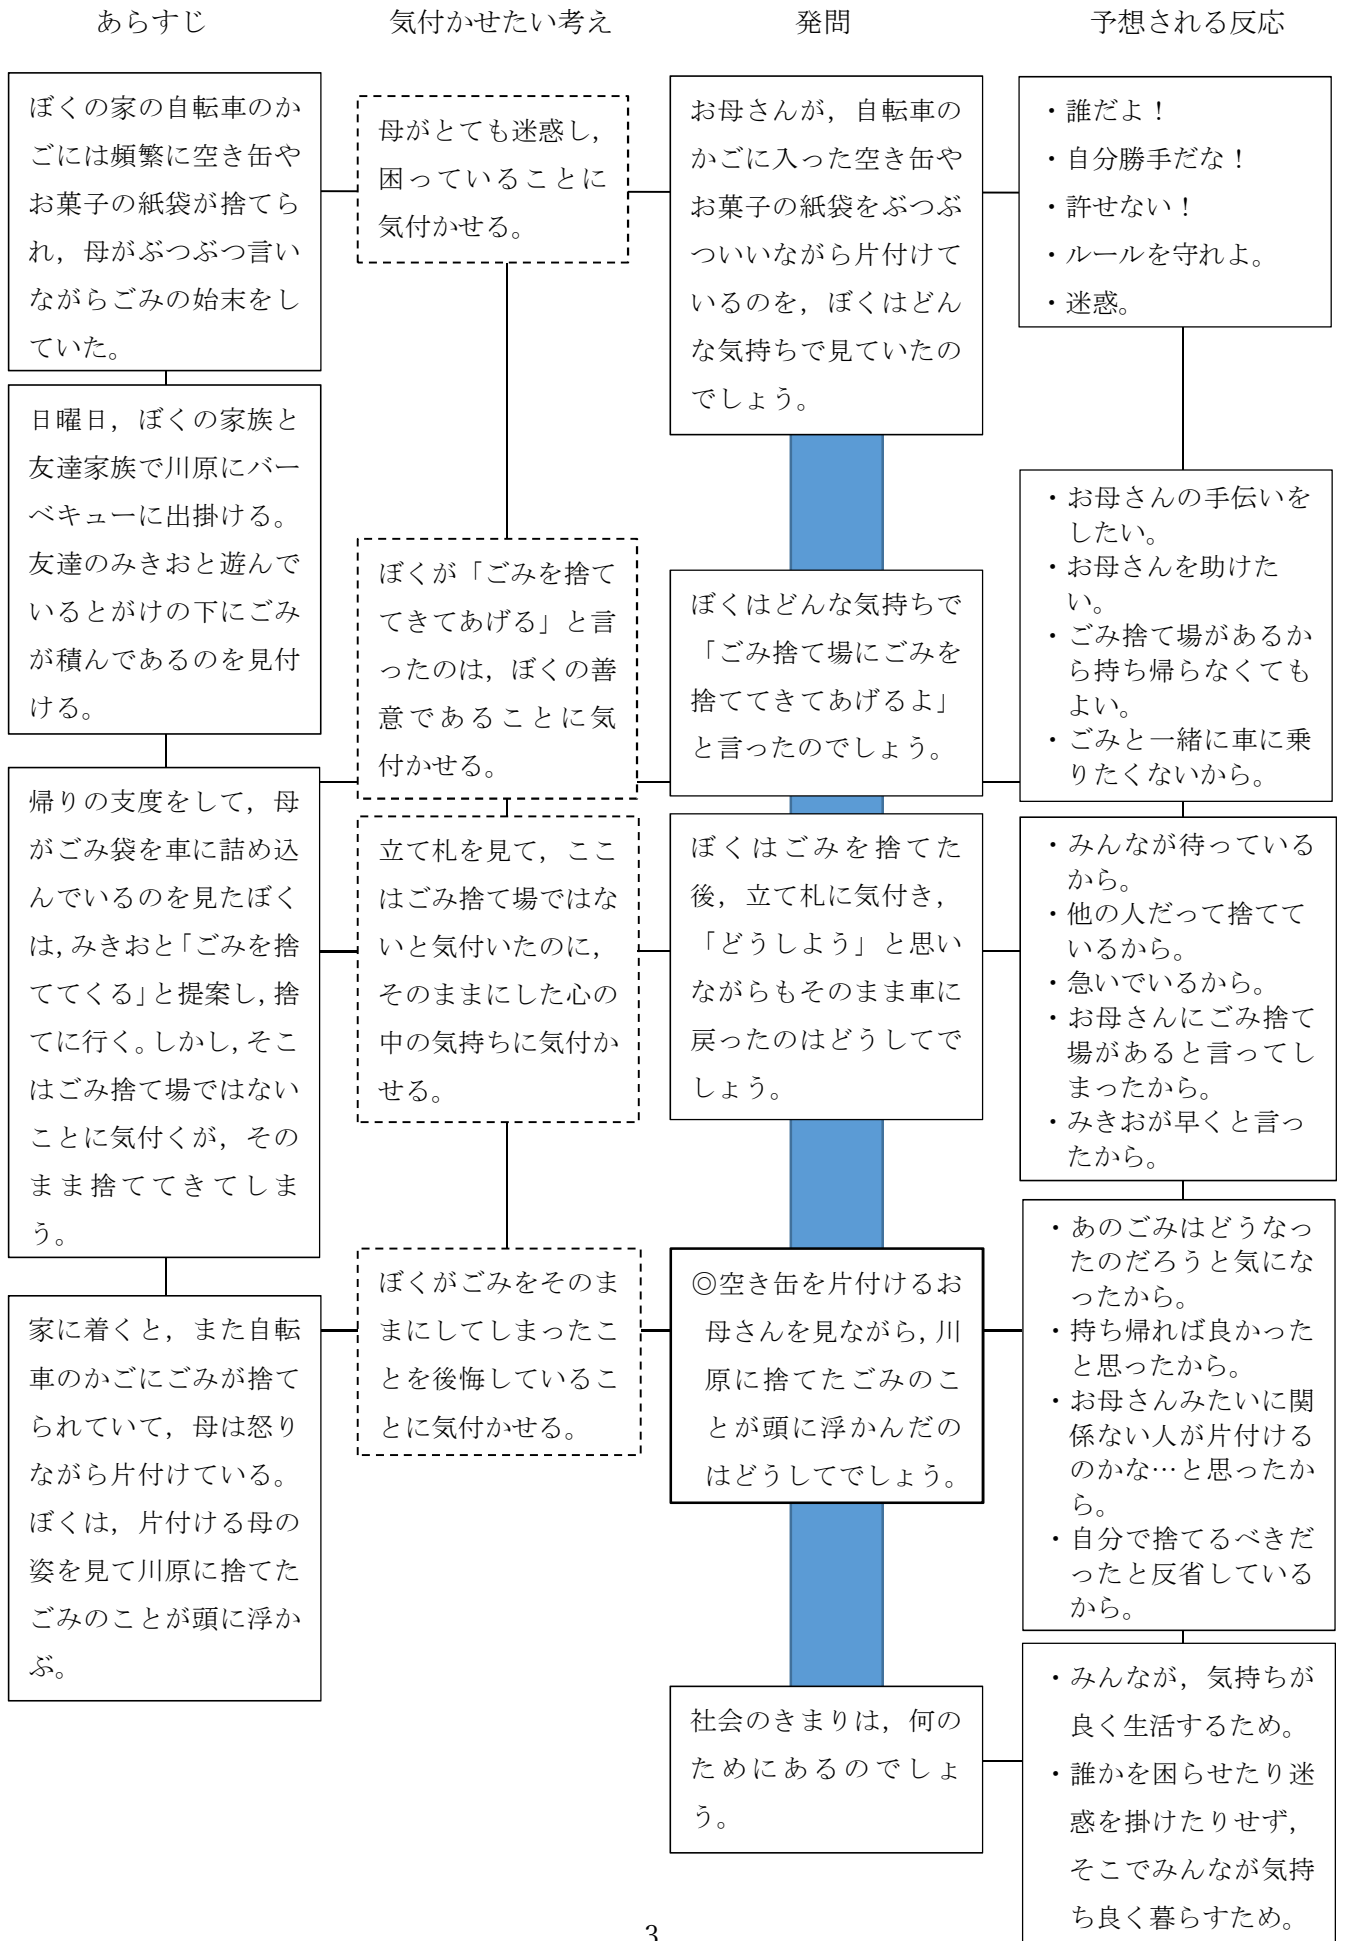 あらすじ
気付かせたい考え
発問
予想される反応
ぼくの家の自転車のか
ごには頻繁に空き缶や
お菓子の紙袋が捨てら
れ，母がぶつぶつ言い
ながらごみの始末をし
ていた。
母がとても迷惑し，
困っていることに
気付かせる。
お母さんが，自転車の
かごに入った空き缶や
お菓子の紙袋をぶつぶ
ついいながら片付けて
いるのを，ぼくはどん
な気持ちで見ていたの
でしょう。
・誰だよ！
・自分勝手だな！
・許せない！
・ルールを守れよ。
・迷惑。
日曜日，ぼくの家族と
友達家族で川原にバー
ベキューに出掛ける。
友達のみきおと遊んで
いるとがけの下にごみ
が積んであるのを見付
ける。
ぼくが「ごみを捨て
てきてあげる」と言
ったのは，ぼくの善
意であることに気
付かせる。
ぼくはどんな気持ちで
「ごみ捨て場にごみを
捨ててきてあげるよ」
と言ったのでしょう。
・お母さんの手伝いを
したい。
・お母さんを助けた
い。
・ごみ捨て場があるか
ら持ち帰らなくても
よい。
・ごみと一緒に車に乗
りたくないから。
帰りの支度をして，母
がごみ袋を車に詰め込
んでいるのを見たぼく
は，みきおと「ごみを捨
ててくる」と提案し，捨
てに行く。しかし，そこ
はごみ捨て場ではない
ことに気付くが，その
まま捨ててきてしま
う。
立て札を見て，ここ
はごみ捨て場ではな
いと気付いたのに，
そのままにした心の
中の気持ちに気付か
せる。
ぼくはごみを捨てた
後，立て札に気付き，
「どうしよう」と思い
ながらもそのまま車に
戻ったのはどうしてで
しょう。
・みんなが待っている
から。
・他の人だって捨てて
いるから。
・急いでいるから。
・お母さんにごみ捨て
場があると言ってし
まったから。
・みきおが早くと言っ
たから。
家に着くと，また自転
車のかごにごみが捨て
られていて，母は怒り
ながら片付けている。
ぼくは，片付ける母の
姿を見て川原に捨てた
ごみのことが頭に浮か
ぶ。
ぼくがごみをそのま
まにしてしまったこ
とを後悔しているこ
とに気付かせる。
◎空き缶を片付けるお
母さんを見ながら，川
原に捨てたごみのこ
とが頭に浮かんだの
はどうしてでしょう。
・あのごみはどうなっ
たのだろうと気にな
ったから。
・持ち帰れば良かった
と思ったから。
・お母さんみたいに関
係ない人が片付ける
のかな…と思ったか
ら。
・自分で捨てるべきだ
ったと反省している
から。
社会のきまりは，何の
ためにあるのでしょ
う。
・みんなが，気持ちが
良く生活するため。
・誰かを困らせたり迷
惑を掛けたりせず，
そこでみんなが気持
ち良く暮らすため。
3